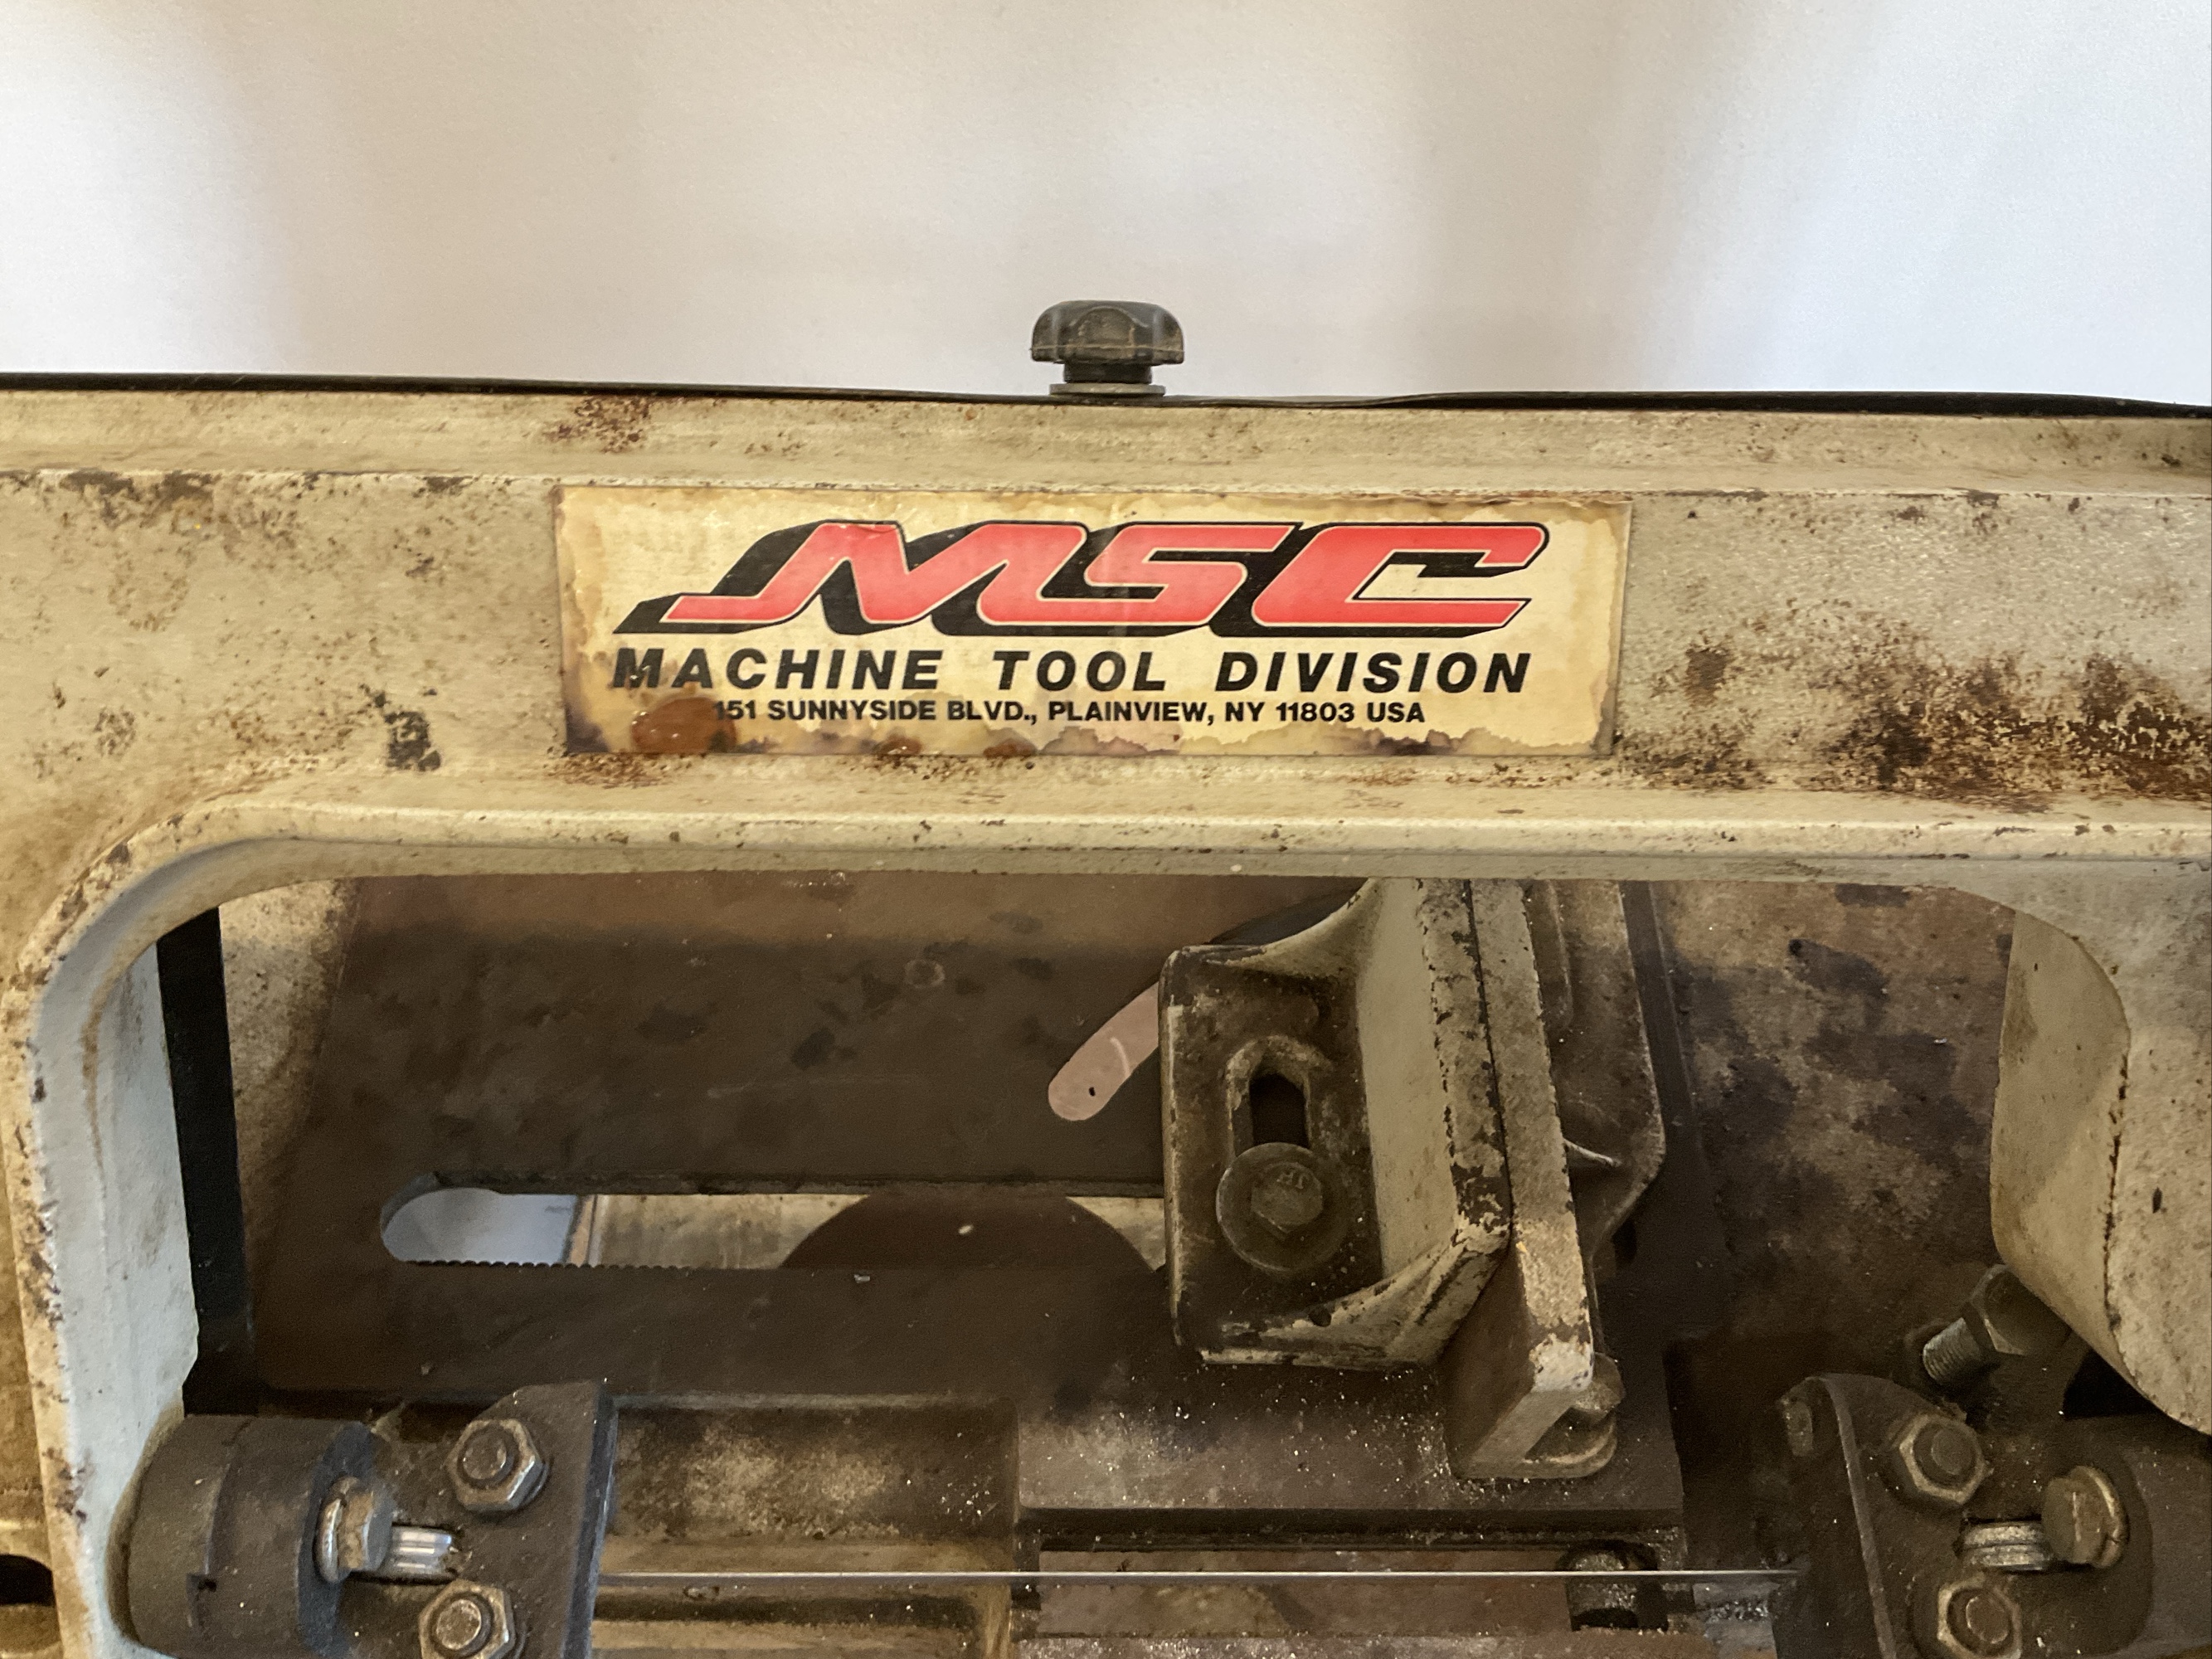 MSC
MACHINE TOOL DIVISION
151 SUNNYSIDE BLVD., PLAINVIEW, NY 11803 USA